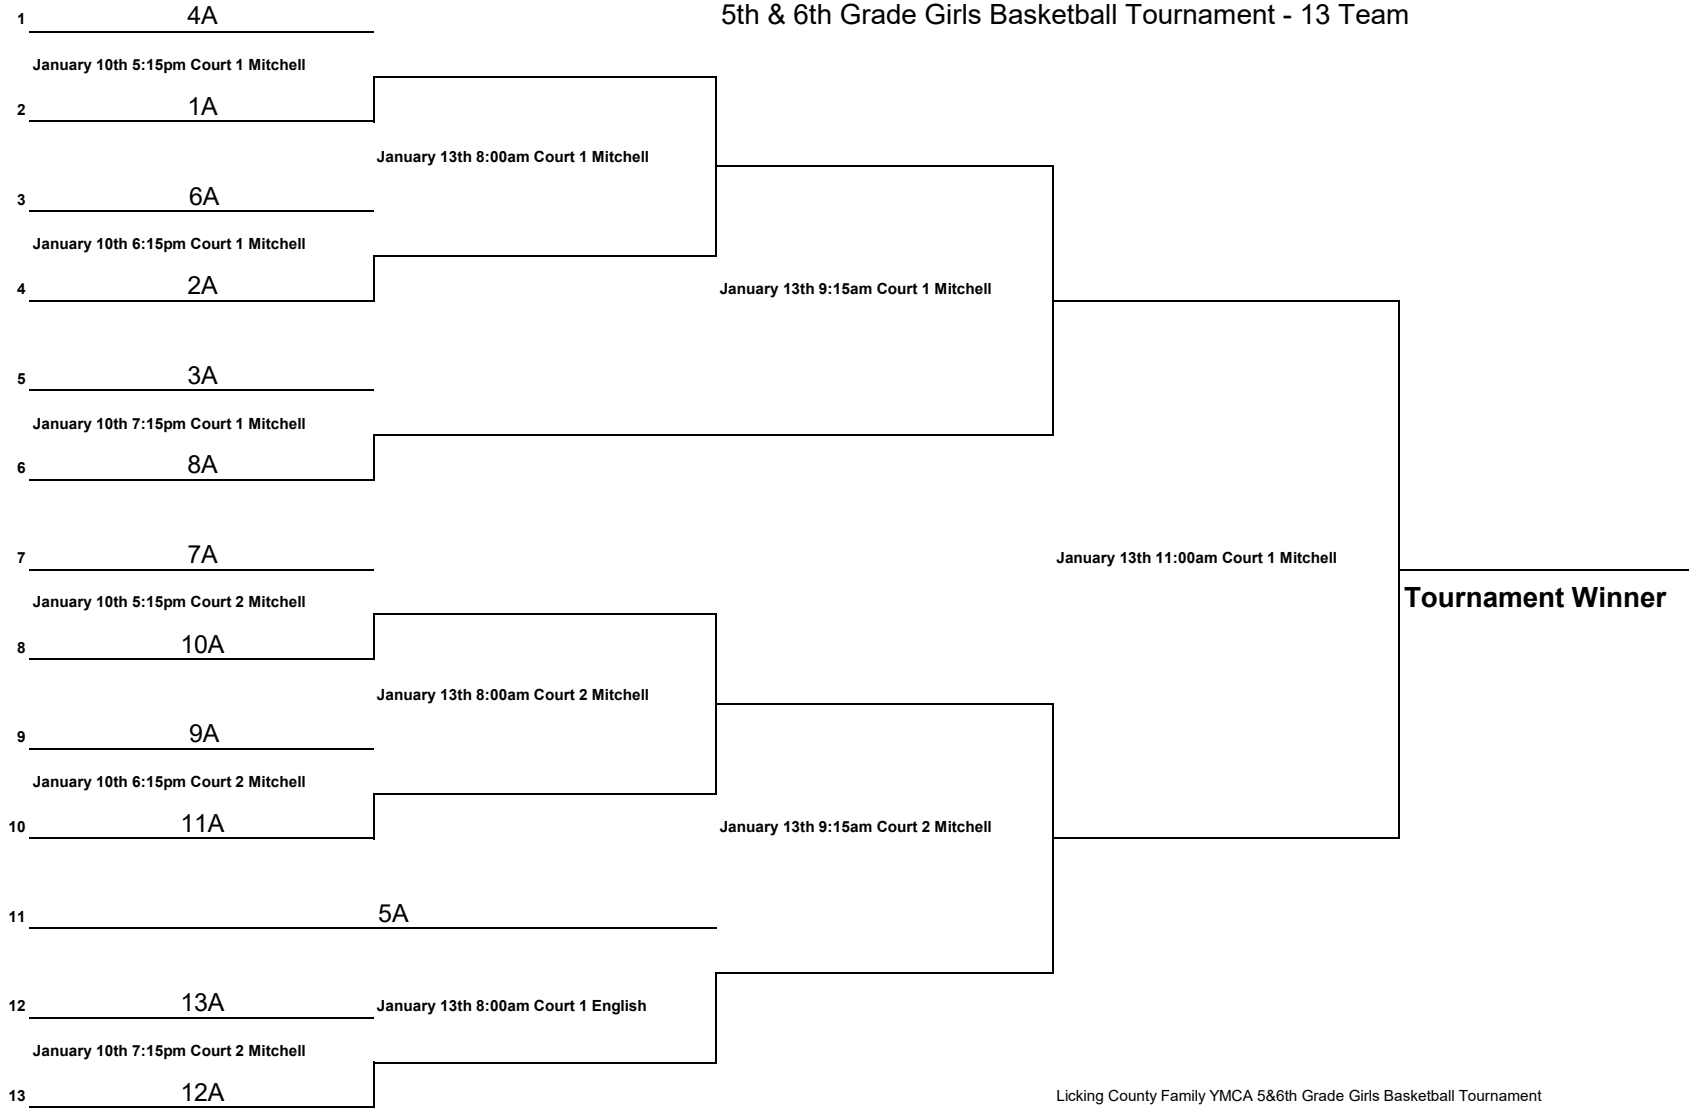 5th & 6th Grade Girls Basketball Tournament - 13 Team
1 4A
January 10th 5:15pm Court 1 Mitchell
2 1A
January 13th 8:00am Court 1 Mitchell
3 6A
January 10th 6:15pm Court 1 Mitchell
4 2A
January 13th 9:15am Court 1 Mitchell
5 3A
January 10th 7:15pm Court 1 Mitchell
6 8A
7 7A
January 13th 11:00am Court 1 Mitchell
Tournament Winner
January 10th 5:15pm Court 2 Mitchell
8 10A
January 13th 8:00am Court 2 Mitchell
9 9A
January 10th 6:15pm Court 2 Mitchell
10 11A
January 13th 9:15am Court 2 Mitchell
11 5A
12 13A
January 13th 8:00am Court 1 English
January 10th 7:15pm Court 2 Mitchell
13 12A
Licking County Family YMCA 5&6th Grade Girls Basketball Tournament